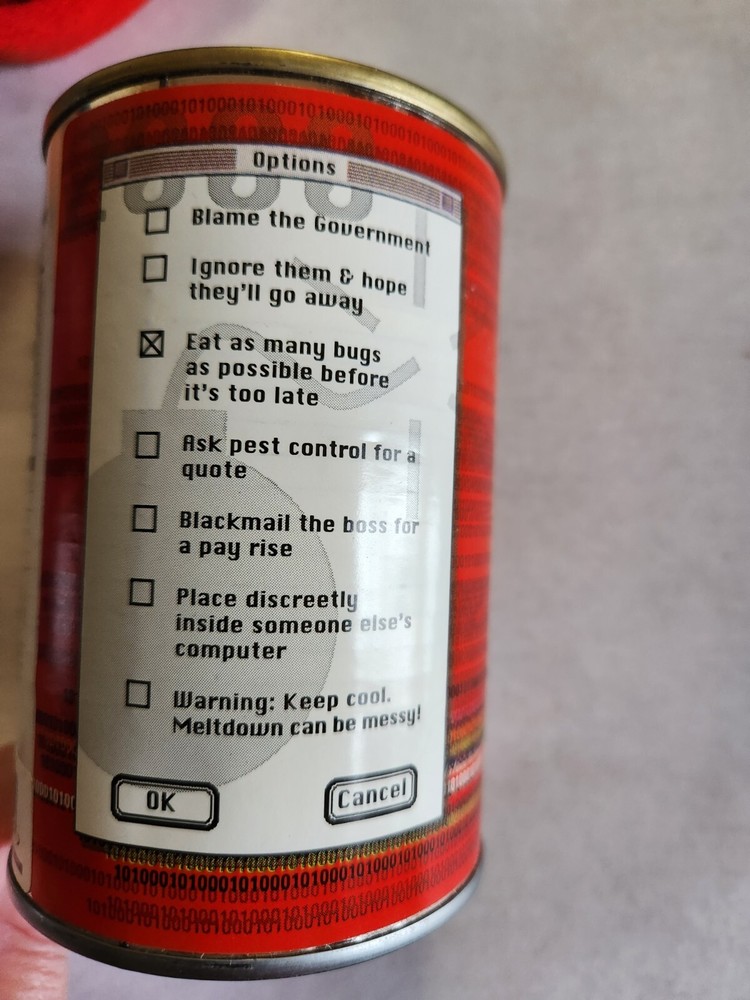 Options
Blame the Government
Ignore them & hope
they'll go away
Eat as many bugs
as possible before
it's too late
Ask pest control for a
quote
Blackmail the boss for
a pay rise
Place discreetly
inside someone else's
computer
Warning: Keep cool.
Meltdown can be messy!
OK
Cancel